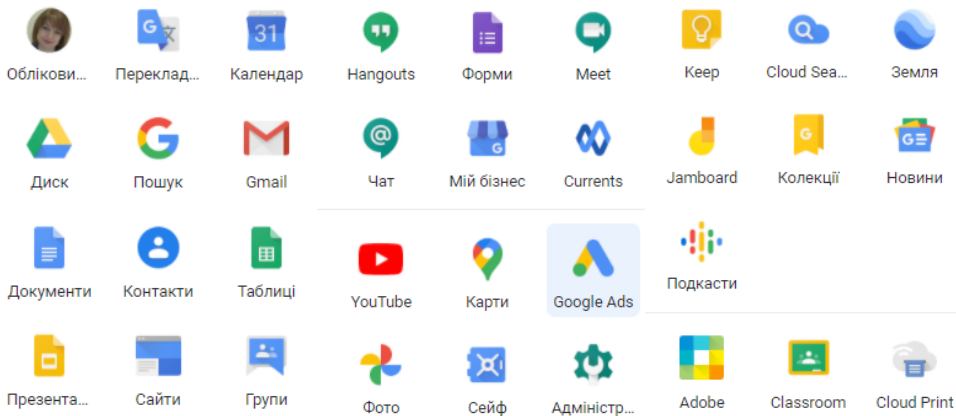 Облікови...
Переклад...
31
Календар
Hangouts
Форми
Meet
Keep
Cloud Sea...
Земля
Диск
Пошук
Gmail
Чат
Мій бізнес
Currents
Jamboard
Колекції
Новини
Документи
Контакти
Таблиці
YouTube
Карти
Google Ads
Подкасти
Презента...
Сайти
Групи
Фото
Сейф
Адміністр...
Adobe
Classroom
Cloud Print